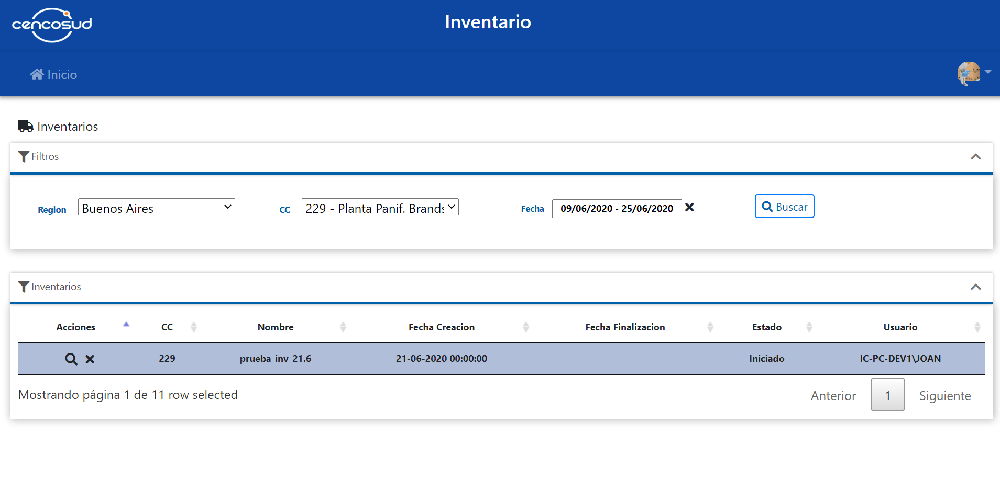 cencosud
Inventario
Inicio
Inventarios
Filtros
Region Buenos Aires CC 229 - Planta Panif. Brands Fecha 09/06/2020 - 25/06/2020 Buscar
Inventarios
Acciones CC Nombre Fecha Creacion Fecha Finalizacion Estado Usuario
229 prueba_inv_21.6 21-06-2020 00:00:00 Iniciado IC-PC-DEV1\JOAN
Mostrando página 1 de 11 row selected Anterior 1 Siguiente